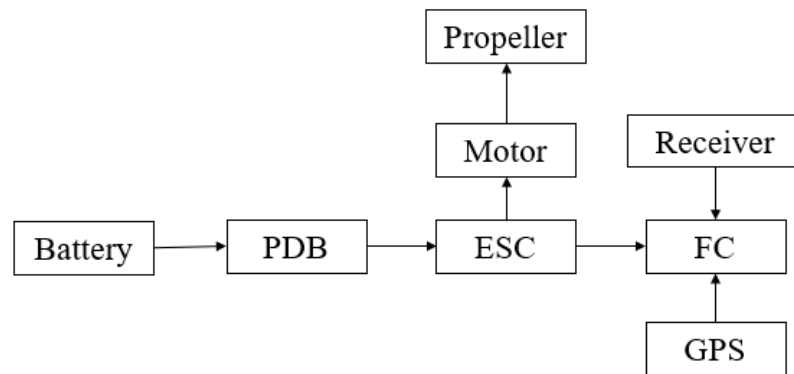 Propeller
Motor
Receiver
Battery
PDB
ESC
FC
GPS